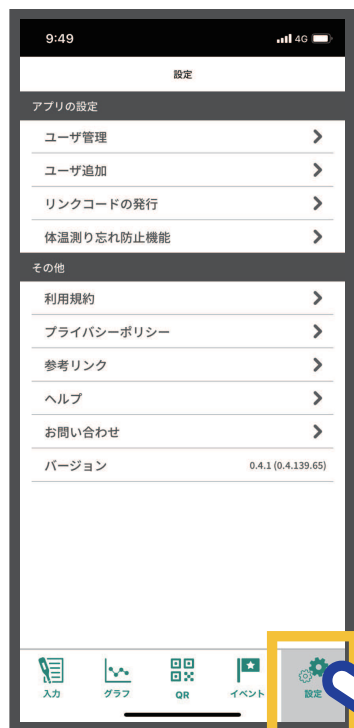 9:49
4G
設定
アプリの設定
ユーザ管理
ユーザ追加
リンクコードの発行
体温測り忘れ防止機能
その他
利用規約
プライバシーポリシー
参考リンク
ヘルプ
お問い合わせ
バージョン 0.4.1 (0.4.139.65)
入力 グラフ QR イベント 設定